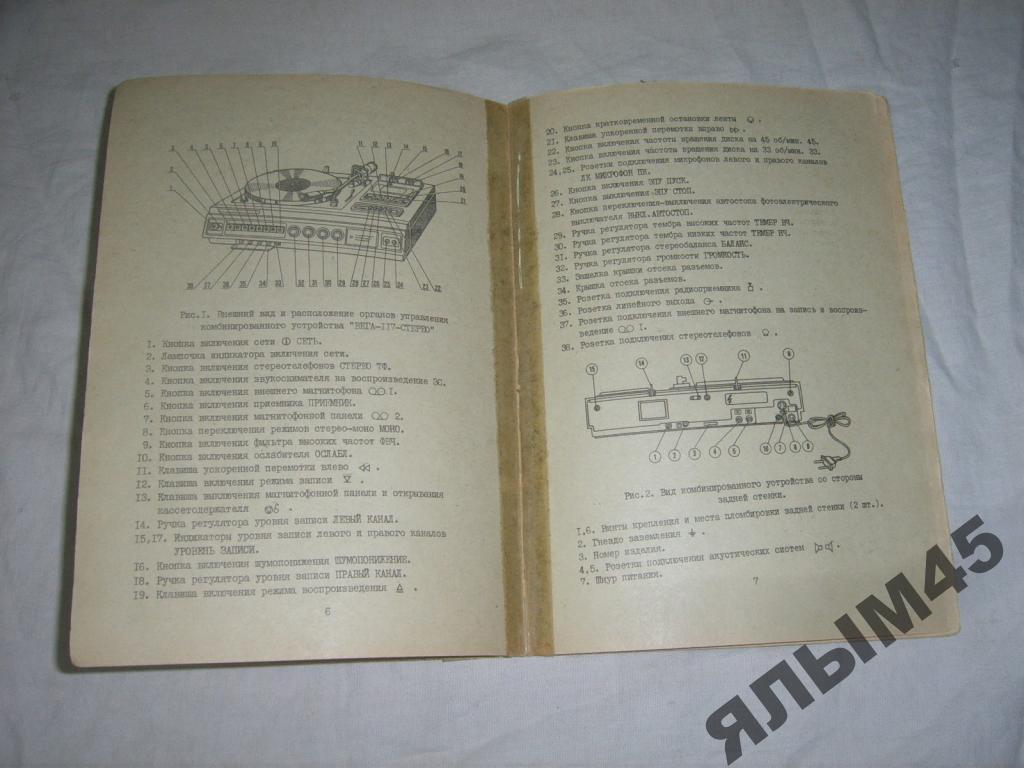 Рис.1. Внешний вид и расположение органов управления
комбинированного устройства "ВЕГА-117-СТЕРЕО"
1. Кнопка включения сети СЕТЬ.
2. Лампочка индикатора включения сети.
3. Кнопка включения стереотелефонов СТЕРЕО ТФ.
4. Кнопка включения звукоснимателя на воспроизведение ЗС.
5. Кнопка включения внешнего магнитофона 1.
6. Кнопка включения приемника ПРИЕМНИК.
7. Кнопка включения магнитофонной панели 2.
8. Кнопка переключения режимов стерео-моно МОНО.
9. Кнопка включения фильтра высоких частот ФВЧ.
10. Кнопка включения ослабителя ОСЛАБЛ.
11. Клавиша ускоренной перемотки влево .
12. Клавиша включения режима записи .
13. Клавиша выключения магнитофонной панели и открывания
кассетодержателя .
14. Ручка регулятора уровня записи ЛЕВЫЙ КАНАЛ.
15,17. Индикаторы уровня записи левого и правого каналов
УРОВЕНЬ ЗАПИСИ.
16. Кнопка включения шумопонижения ШУМОПОНИЖЕНИЕ.
18. Ручка регулятора уровня записи ПРАВЫЙ КАНАЛ.
19. Клавиша включения режима воспроизведения .
6
20. Кнопка кратковременной остановки ленты .
21. Клавиша ускоренной перемотки вправо .
22. Кнопка включения частоты вращения диска на 45 об/мин. 45.
23. Кнопка включения частоты вращения диска на 33 об/мин. 33.
24,25. Розетки подключения микрофонов левого и правого каналов
ЛК МИКРОФОН ПК.
26. Кнопка включения ЭПУ ПУСК.
27. Кнопка выключения ЭПУ СТОП.
28. Кнопка переключения-выключения автостопа фотоэлектрического
выключателя ВЫКЛ.АВТОСТОП.
29. Ручка регулятора тембра высоких частот ТЕМБР ВЧ.
30. Ручка регулятора тембра низких частот ТЕМБР НЧ.
31. Ручка регулятора стереобаланса БАЛАНС.
32. Ручка регулятора громкости ГРОМКОСТЬ.
33. Защелка крышки отсека разъемов.
34. Крышка отсека разъемов.
35. Розетка подключения радиоприемника .
36. Розетка линейного выхода .
37. Розетка подключения внешнего магнитофона на запись и воспроиз-
ведение 1.
38. Розетка подключения стереотелефонов .
Рис.2. Вид комбинированного устройства со стороны
задней стенки.
1,6. Винты крепления и места пломбировки задней стенки (2 шт.).
2. Гнездо заземления .
3. Номер изделия.
4,5. Розетки подключения акустических систем .
7. Шнур питания.
7
ЯЛЫМ45